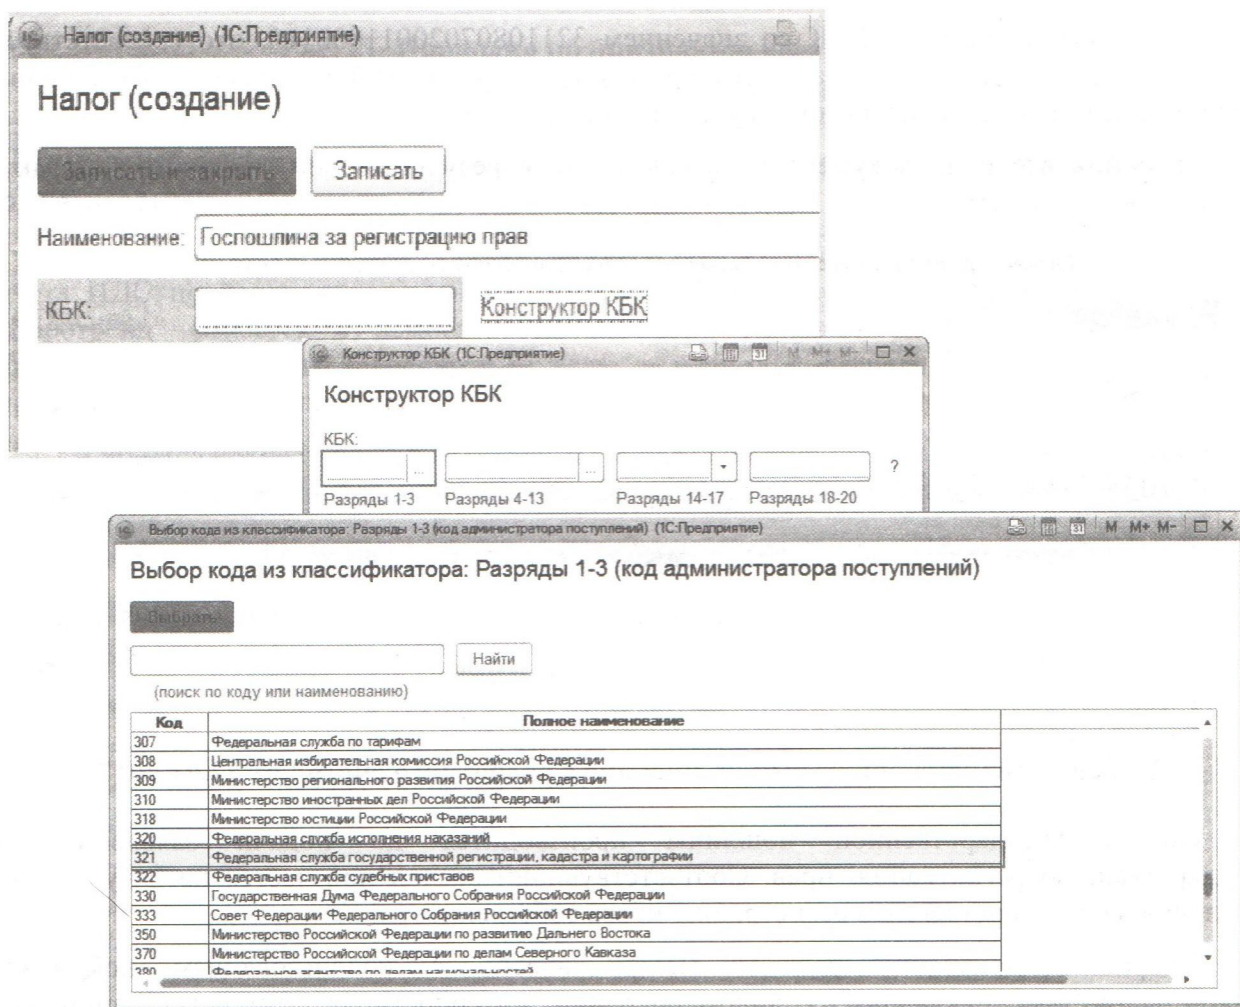 Налог (создание) (1С:Предприятие)
Налог (создание)
Записать и закрыть Записать
Наименование: Госпошлина за регистрацию прав
КБК: Конструктор КБК
Конструктор КБК (1С:Предприятие) M M+ M-
Конструктор КБК
КБК:
?
Разряды 1-3 Разряды 4-13 Разряды 14-17 Разряды 18-20
Выбор кода из классификатора: Разряды 1-3 (код администратора поступлений) (1С:Предприятие) M M+ M-
Выбор кода из классификатора: Разряды 1-3 (код администратора поступлений)
Выбрать
Найти
(поиск по коду или наименованию)
Код Полное наименование
307 Федеральная служба по тарифам
308 Центральная избирательная комиссия Российской Федерации
309 Министерство регионального развития Российской Федерации
310 Министерство иностранных дел Российской Федерации
318 Министерство юстиции Российской Федерации
320 Федеральная служба исполнения наказаний
321 Федеральная служба государственной регистрации, кадастра и картографии
322 Федеральная служба судебных приставов
330 Государственная Дума Федерального Собрания Российской Федерации
333 Совет Федерации Федерального Собрания Российской Федерации
350 Министерство Российской Федерации по развитию Дальнего Востока
370 Министерство Российской Федерации по делам Северного Кавказа
380 Федеральное агентство по делам национальностей